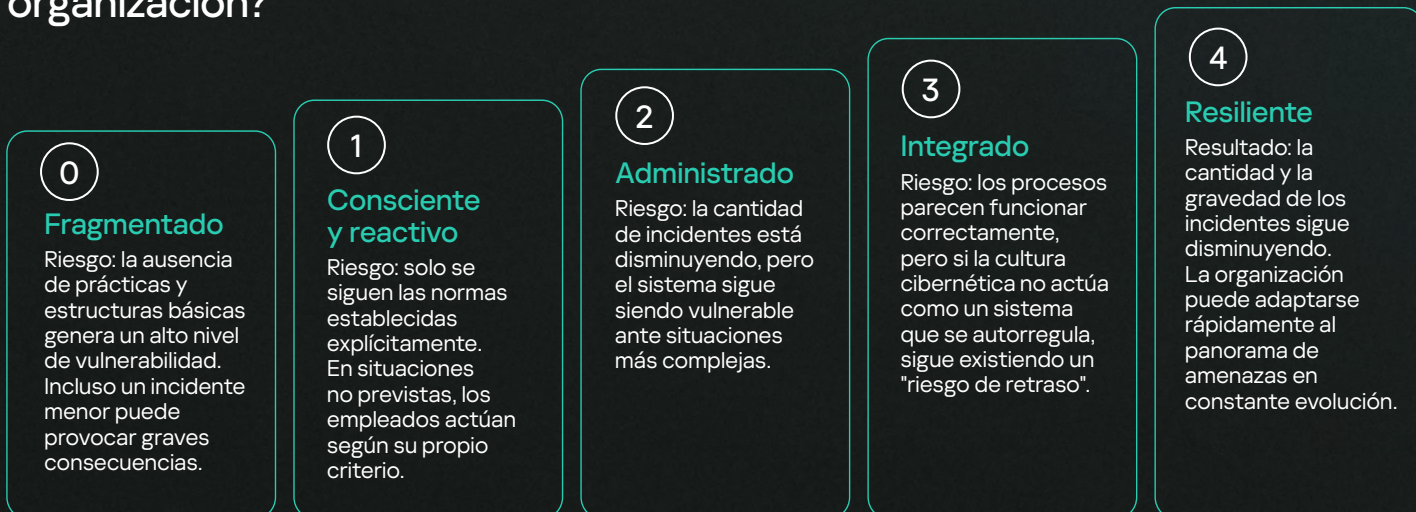 organización?
0
Fragmentado
Riesgo: la ausencia
de prácticas y
estructuras básicas
genera un alto nivel
de vulnerabilidad.
Incluso un incidente
menor puede
provocar graves
consecuencias.
1
Consciente
y reactivo
Riesgo: solo se
siguen las normas
establecidas
explícitamente.
En situaciones
no previstas, los
empleados actúan
según su propio
criterio.
2
Administrado
Riesgo: la cantidad
de incidentes está
disminuyendo, pero
el sistema sigue
siendo vulnerable
ante situaciones
más complejas.
3
Integrado
Riesgo: los procesos
parecen funcionar
correctamente,
pero si la cultura
cibernética no actúa
como un sistema
que se autorregula,
sigue existiendo un
"riesgo de retraso".
4
Resiliente
Resultado: la
cantidad y la
gravedad de los
incidentes sigue
disminuyendo.
La organización
puede adaptarse
rápidamente al
panorama de
amenazas en
constante evolución.